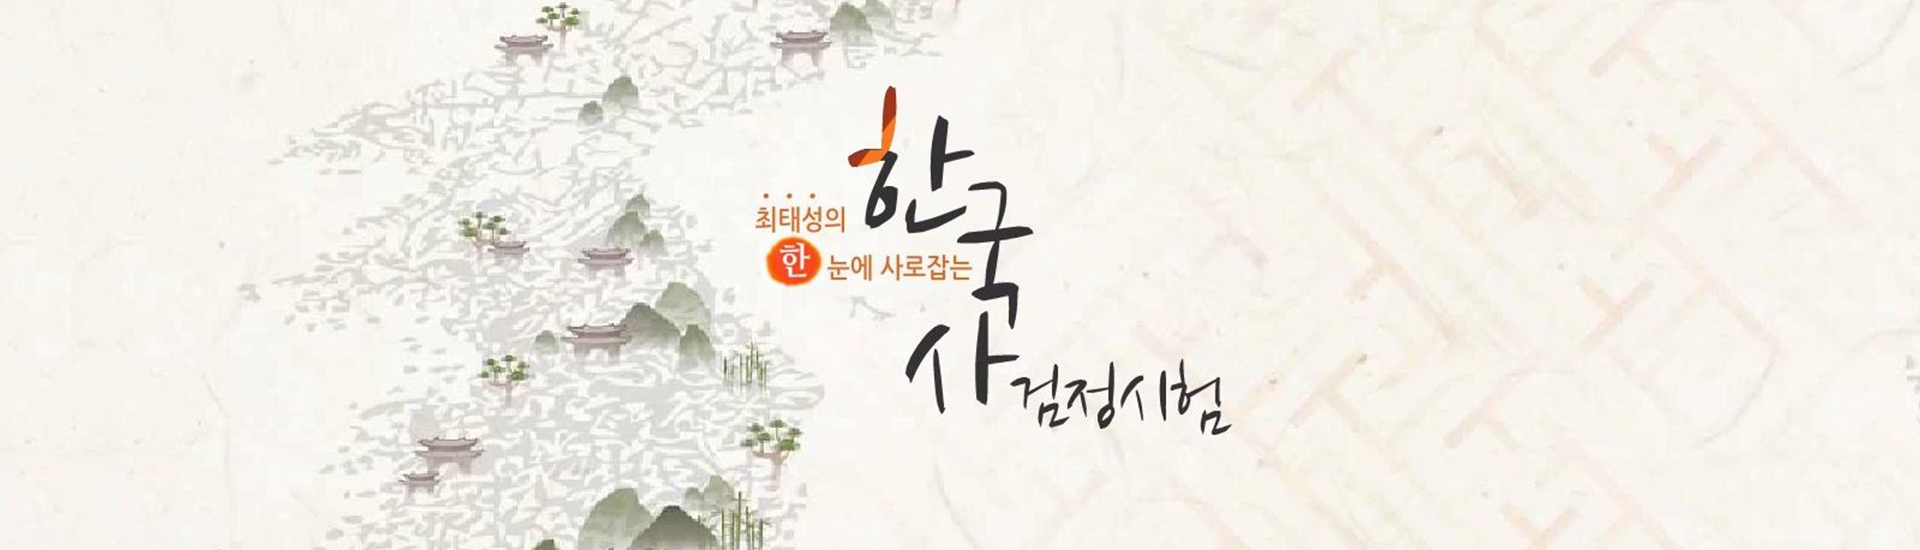 최태성의
한 눈에 사로잡는
한국사
검정시험